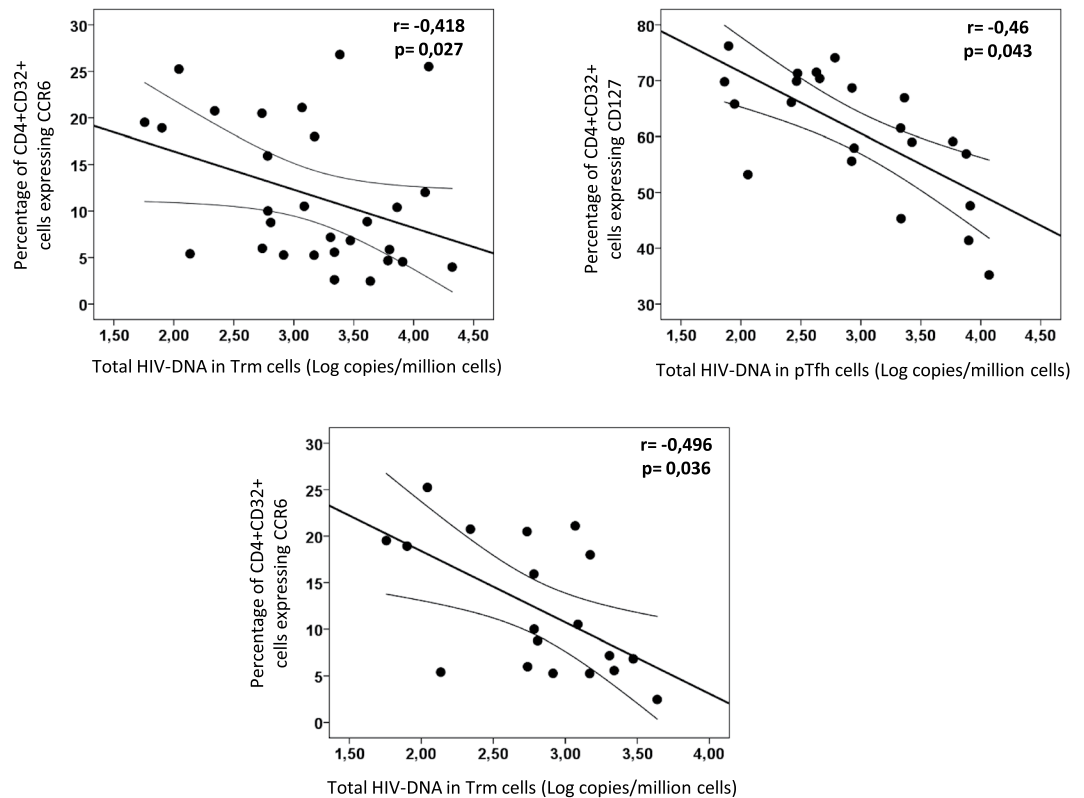 r= -0,418
p= 0,027
Percentage of CD4+CD32+
cells expressing CCR6
30
25
20
15
10
5
0
1,50 2,00 2,50 3,00 3,50 4,00 4,50
Total HIV-DNA in Trm cells (Log copies/million cells)
r= -0,46
p= 0,043
Percentage of CD4+CD32+
cells expressing CD127
80
70
60
50
40
30
1,50 2,00 2,50 3,00 3,50 4,00 4,50
Total HIV-DNA in pTfh cells (Log copies/million cells)
r= -0,496
p= 0,036
Percentage of CD4+CD32+
cells expressing CCR6
30
25
20
15
10
5
0
1,50 2,00 2,50 3,00 3,50 4,00
Total HIV-DNA in Trm cells (Log copies/million cells)